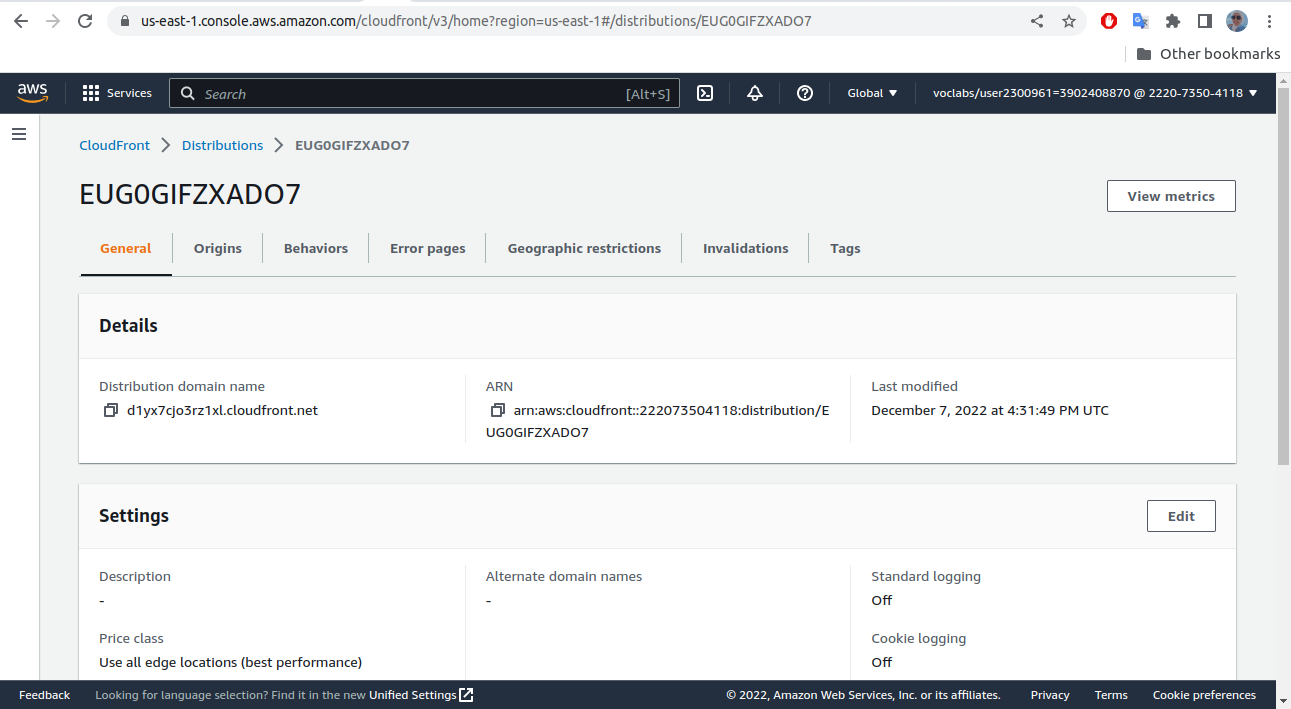 us-east-1.console.aws.amazon.com/cloudfront/v3/home?region=us-east-1#/distributions/EUG0GIFZXADO7
Other bookmarks
aws Services Search [Alt+S] Global voclabs/user2300961=3902408870 @ 2220-7350-4118
CloudFront Distributions EUG0GIFZXADO7
EUG0GIFZXADO7
View metrics
General Origins Behaviors Error pages Geographic restrictions Invalidations Tags
Details
Distribution domain name
d1yx7cjo3rz1xl.cloudfront.net
ARN
arn:aws:cloudfront::222073504118:distribution/E
UG0GIFZXADO7
Last modified
December 7, 2022 at 4:31:49 PM UTC
Settings
Edit
Description
-
Price class
Use all edge locations (best performance)
Alternate domain names
-
Standard logging
Off
Cookie logging
Off
Feedback Looking for language selection? Find it in the new Unified Settings © 2022, Amazon Web Services, Inc. or its affiliates. Privacy Terms Cookie preferences